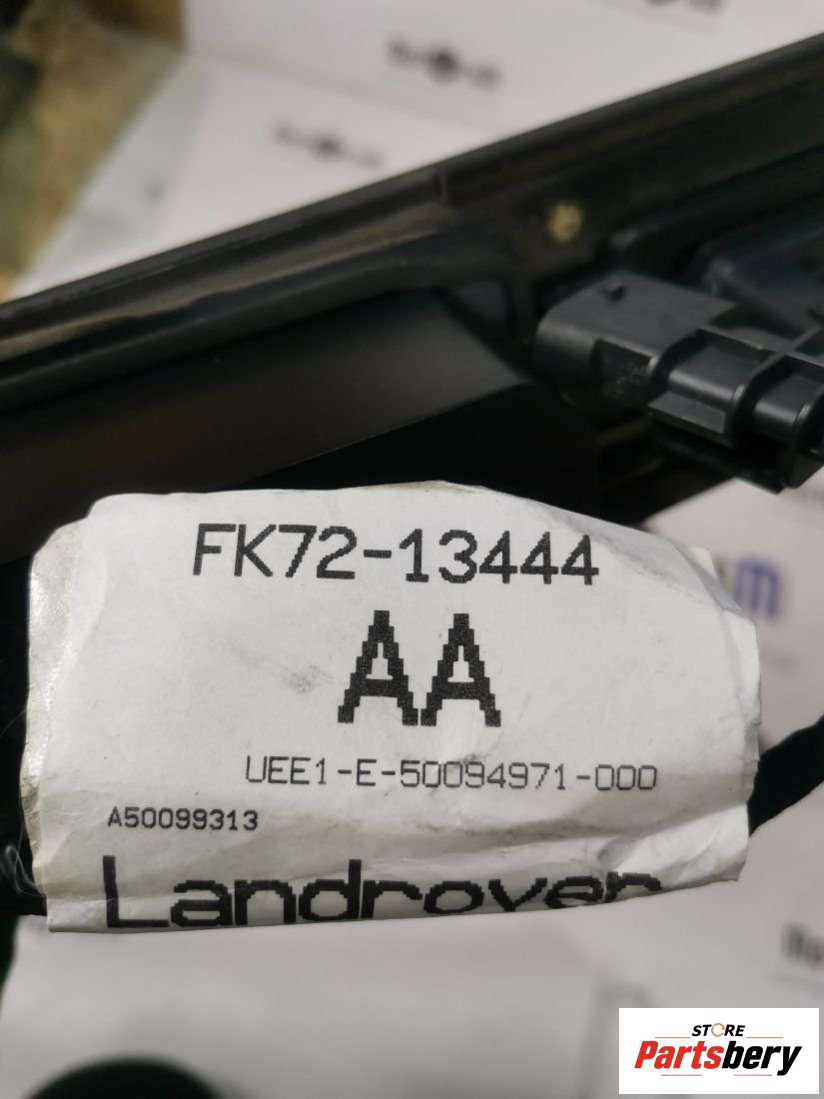 FK72-13444
AA
UEE1-E-50094971-000
A50099313
Landrover
STORE
Partsbery